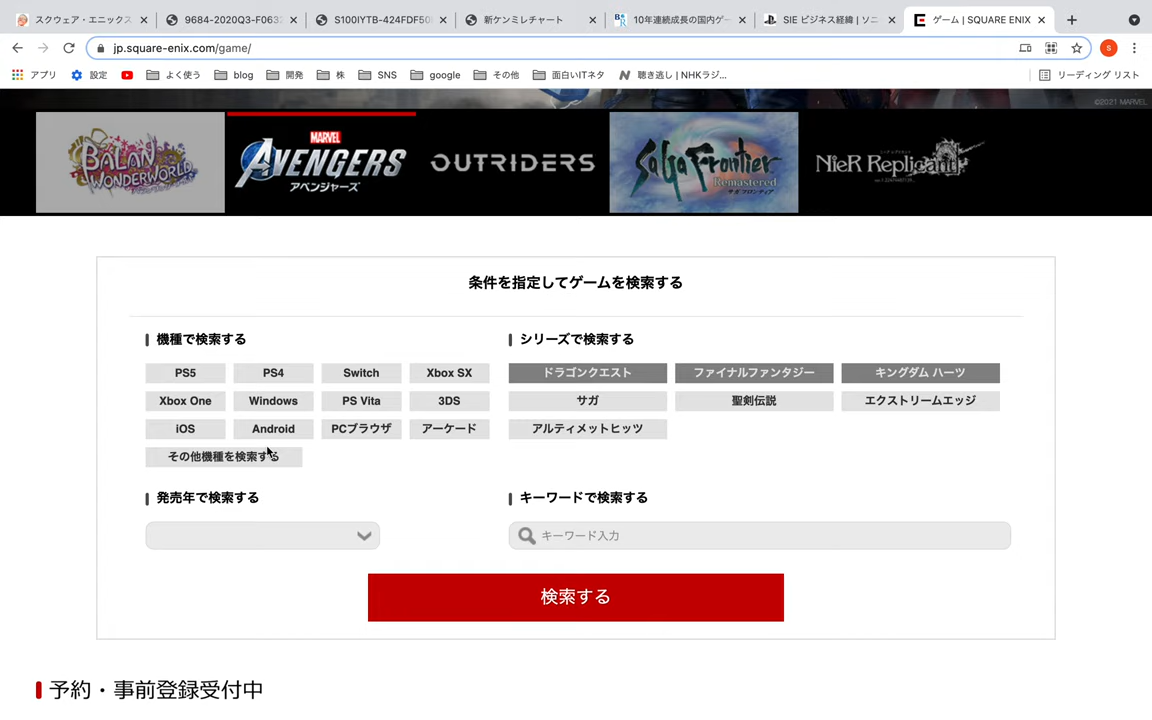 スクウェア・エニックス
9684-2020Q3-F063
S100IYTB-424FDF50
新ケンミレチャート
10年連続成長の国内ゲー
SIE ビジネス経緯 | ソニ
ゲーム | SQUARE ENIX
jp.square-enix.com/game/
S
アプリ
設定
よく使う
blog
開発
株
SNS
google
その他
面白いITネタ
聴き逃し | NHKラジ...
リーディング リスト
©2021 MARVEL
BALAN WONDERWORLD
MARVEL AVENGERS アベンジャーズ
OUTRIDERS
SaGa Frontier Remastered サガ フロンティア
NieR Replicant
条件を指定してゲームを検索する
機種で検索する
シリーズで検索する
PS5 PS4 Switch Xbox SX
ドラゴンクエスト ファイナルファンタジー キングダム ハーツ
Xbox One Windows PS Vita 3DS
サガ 聖剣伝説 エクストリームエッジ
iOS Android PCブラウザ アーケード
アルティメットヒッツ
その他機種を検索する
発売年で検索する
キーワードで検索する
キーワード入力
検索する
予約・事前登録受付中